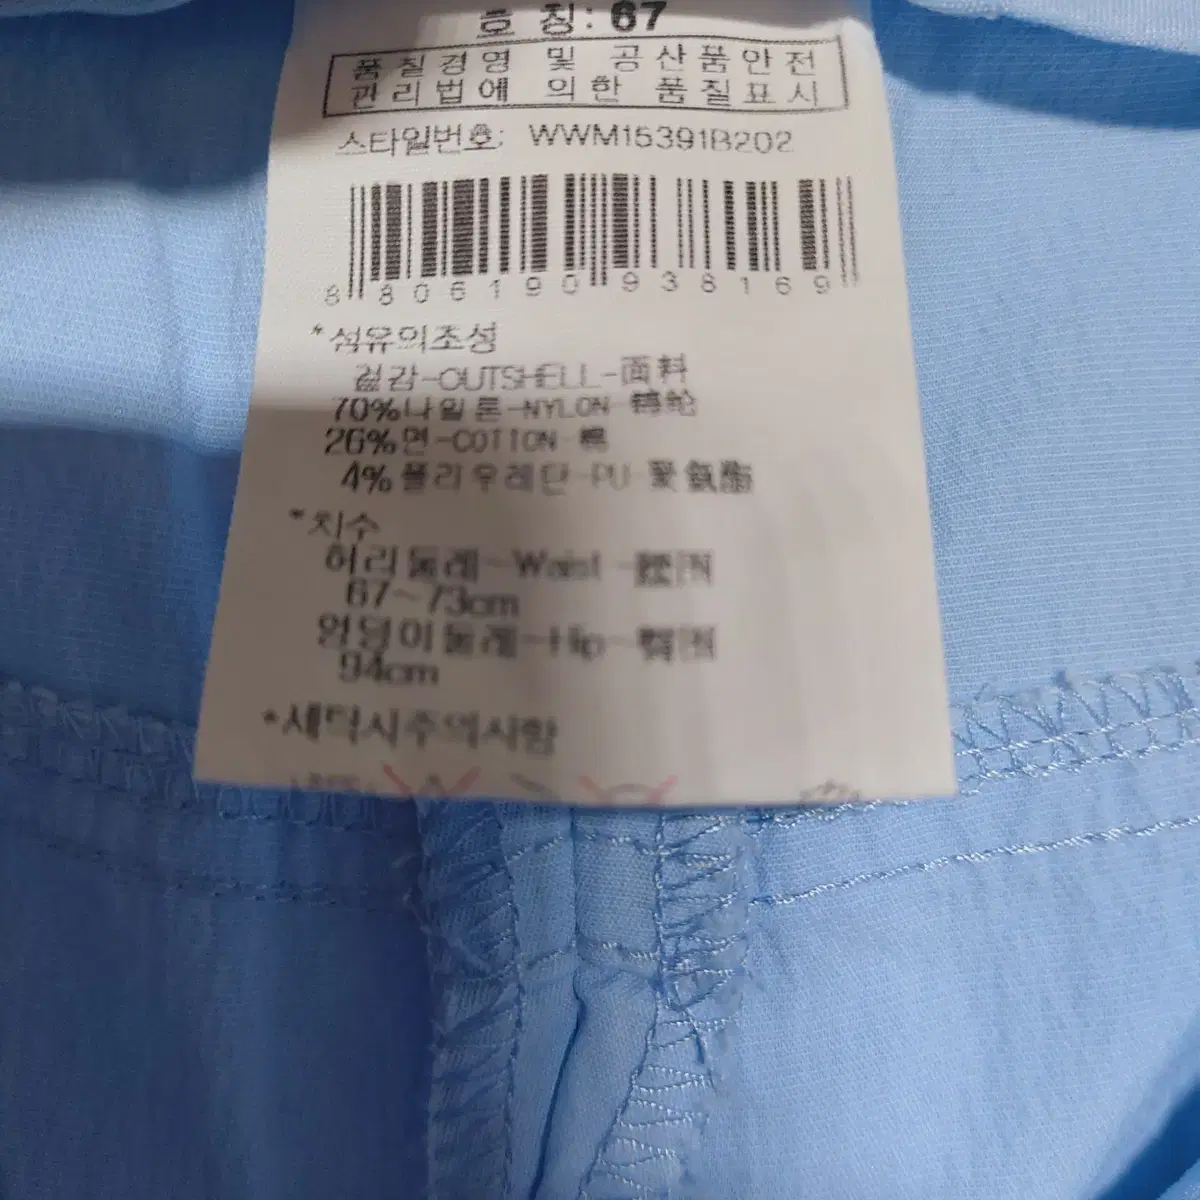 호 칭: 67
품질경영 및 공산품안전
관리법에 의한 품질표시
스타일번호: WWM15391B202
8 806190 938169
*섬유의조성
겉감-OUTSHELL-面料
70%나일론-NYLON-锦纶
26%면-COTTON-棉
4%폴리우레탄-PU-聚氨酯
*치수
허리둘레-Waist-腰围
67~73cm
엉덩이둘레-Hip-臀围
94cm
*세탁시주의사항